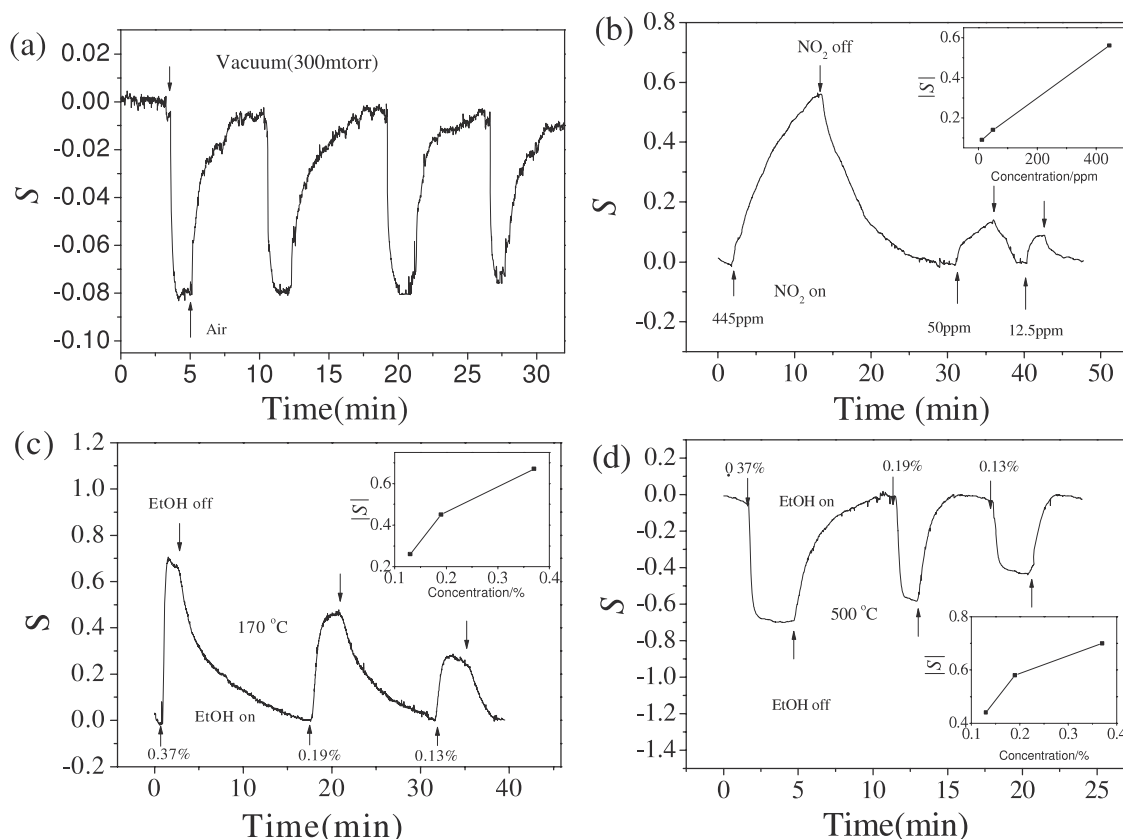 (a)
Vacuum(300mtorr)
Air
0.02
0.00
-0.02
-0.04
-0.06
-0.08
-0.10
S
0 5 10 15 20 25 30
Time(min)
(b)
NO2 off
NO2 on
445ppm
50ppm
12.5ppm
0.8
0.6
0.4
0.2
0.0
-0.2
S
0 10 20 30 40 50
Time (min)
0.6
0.4
0.2
|S|
0 200 400
Concentration/ppm
(c)
EtOH off
170 °C
EtOH on
0.37%
0.19%
0.13%
1.2
1.0
0.8
0.6
0.4
0.2
0.0
-0.2
S
0 10 20 30 40
Time(min)
0.6
0.4
0.2
|S|
0.1 0.2 0.3 0.4
Concentration/%
(d)
0.37%
0.19%
0.13%
EtOH on
500 °C
EtOH off
0.2
0.0
-0.2
-0.4
-0.6
-0.8
-1.0
-1.2
-1.4
S
0 5 10 15 20 25
Time(min)
0.8
0.6
0.4
|S|
0.1 0.2 0.3 0.4
Concentration/%